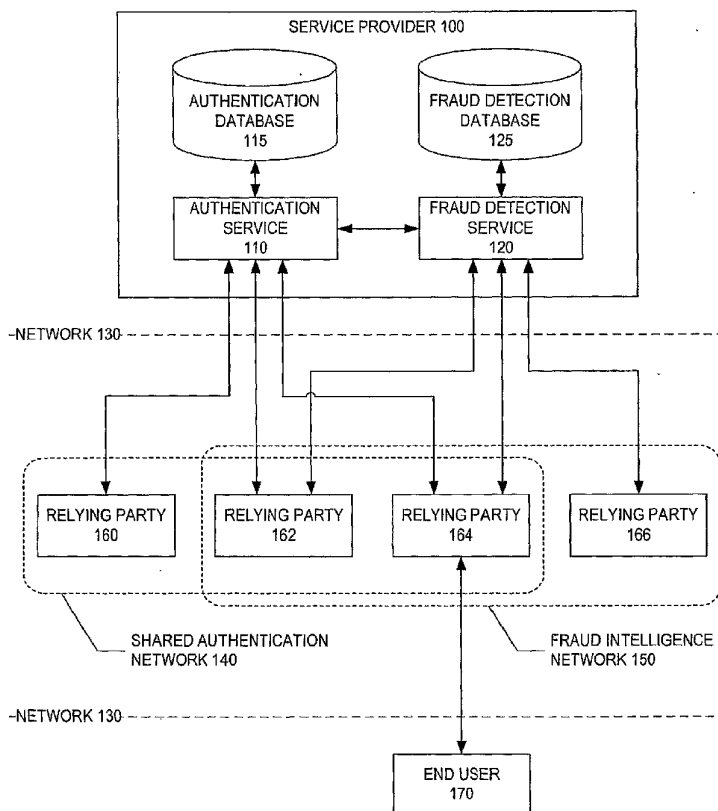 SERVICE PROVIDER 100
AUTHENTICATION
DATABASE
115
FRAUD DETECTION
DATABASE
125
AUTHENTICATION
SERVICE
110
FRAUD DETECTION
SERVICE
120
NETWORK 130
RELYING PARTY
160
RELYING PARTY
162
RELYING PARTY
164
RELYING PARTY
166
SHARED AUTHENTICATION
NETWORK 140
FRAUD INTELLIGENCE
NETWORK 150
NETWORK 130
END USER
170